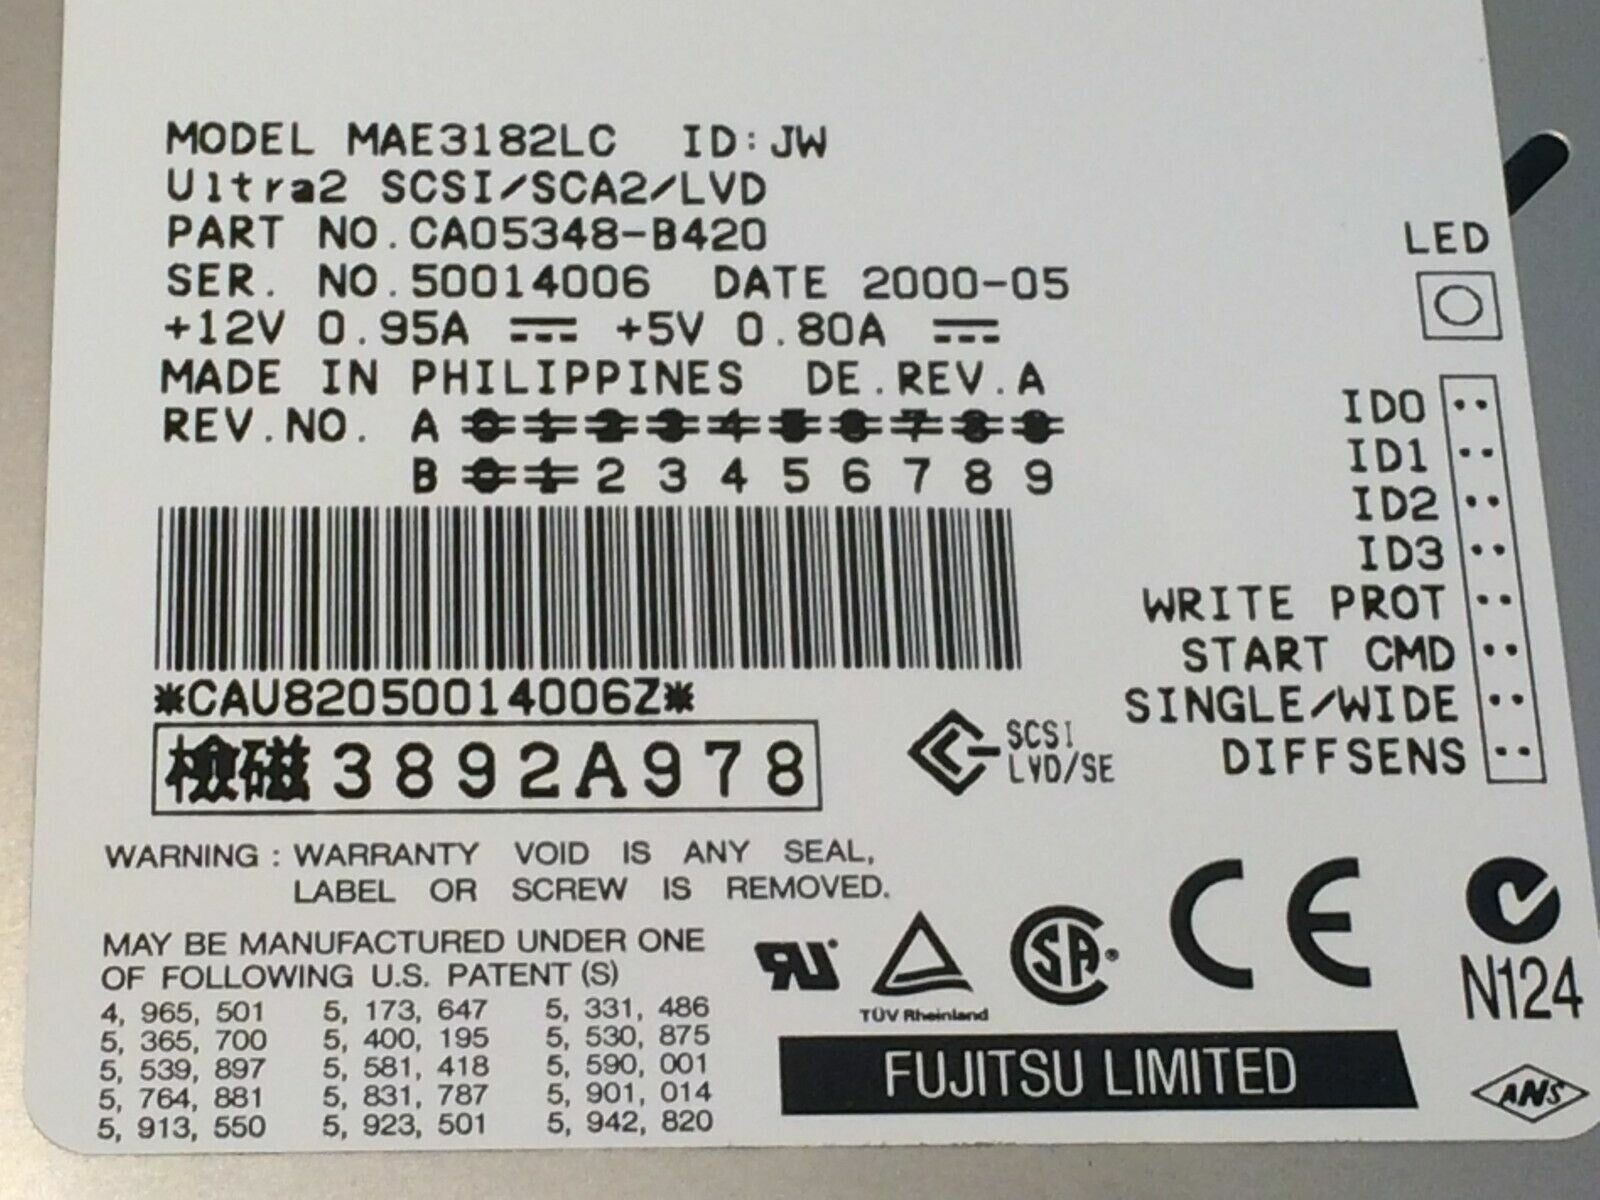 MODEL MAE3182LC ID:JW
Ultra2 SCSI/SCA2/LVD
PART NO.CA05348-B420
SER. NO.50014006 DATE 2000-05
+12V 0.95A ⎓ +5V 0.80A ⎓
MADE IN PHILIPPINES DE.REV.A
REV.NO. A 0 1 2 3 4 5 6 7 8 9
B 0 1 2 3 4 5 6 7 8 9
*CAU82050014006Z*
検磁 3892A978
LED
ID0
ID1
ID2
ID3
WRITE PROT
START CMD
SINGLE/WIDE
DIFFSENS
SCSI
LVD/SE
WARNING : WARRANTY VOID IS ANY SEAL,
LABEL OR SCREW IS REMOVED.
MAY BE MANUFACTURED UNDER ONE
OF FOLLOWING U.S. PATENT (S)
4, 965, 501 5, 173, 647 5, 331, 486
5, 365, 700 5, 400, 195 5, 530, 875
5, 539, 897 5, 581, 418 5, 590, 001
5, 764, 881 5, 831, 787 5, 901, 014
5, 913, 550 5, 923, 501 5, 942, 820
RU
TÜV Rheinland
SA®
CE
N124
FUJITSU LIMITED
ANS